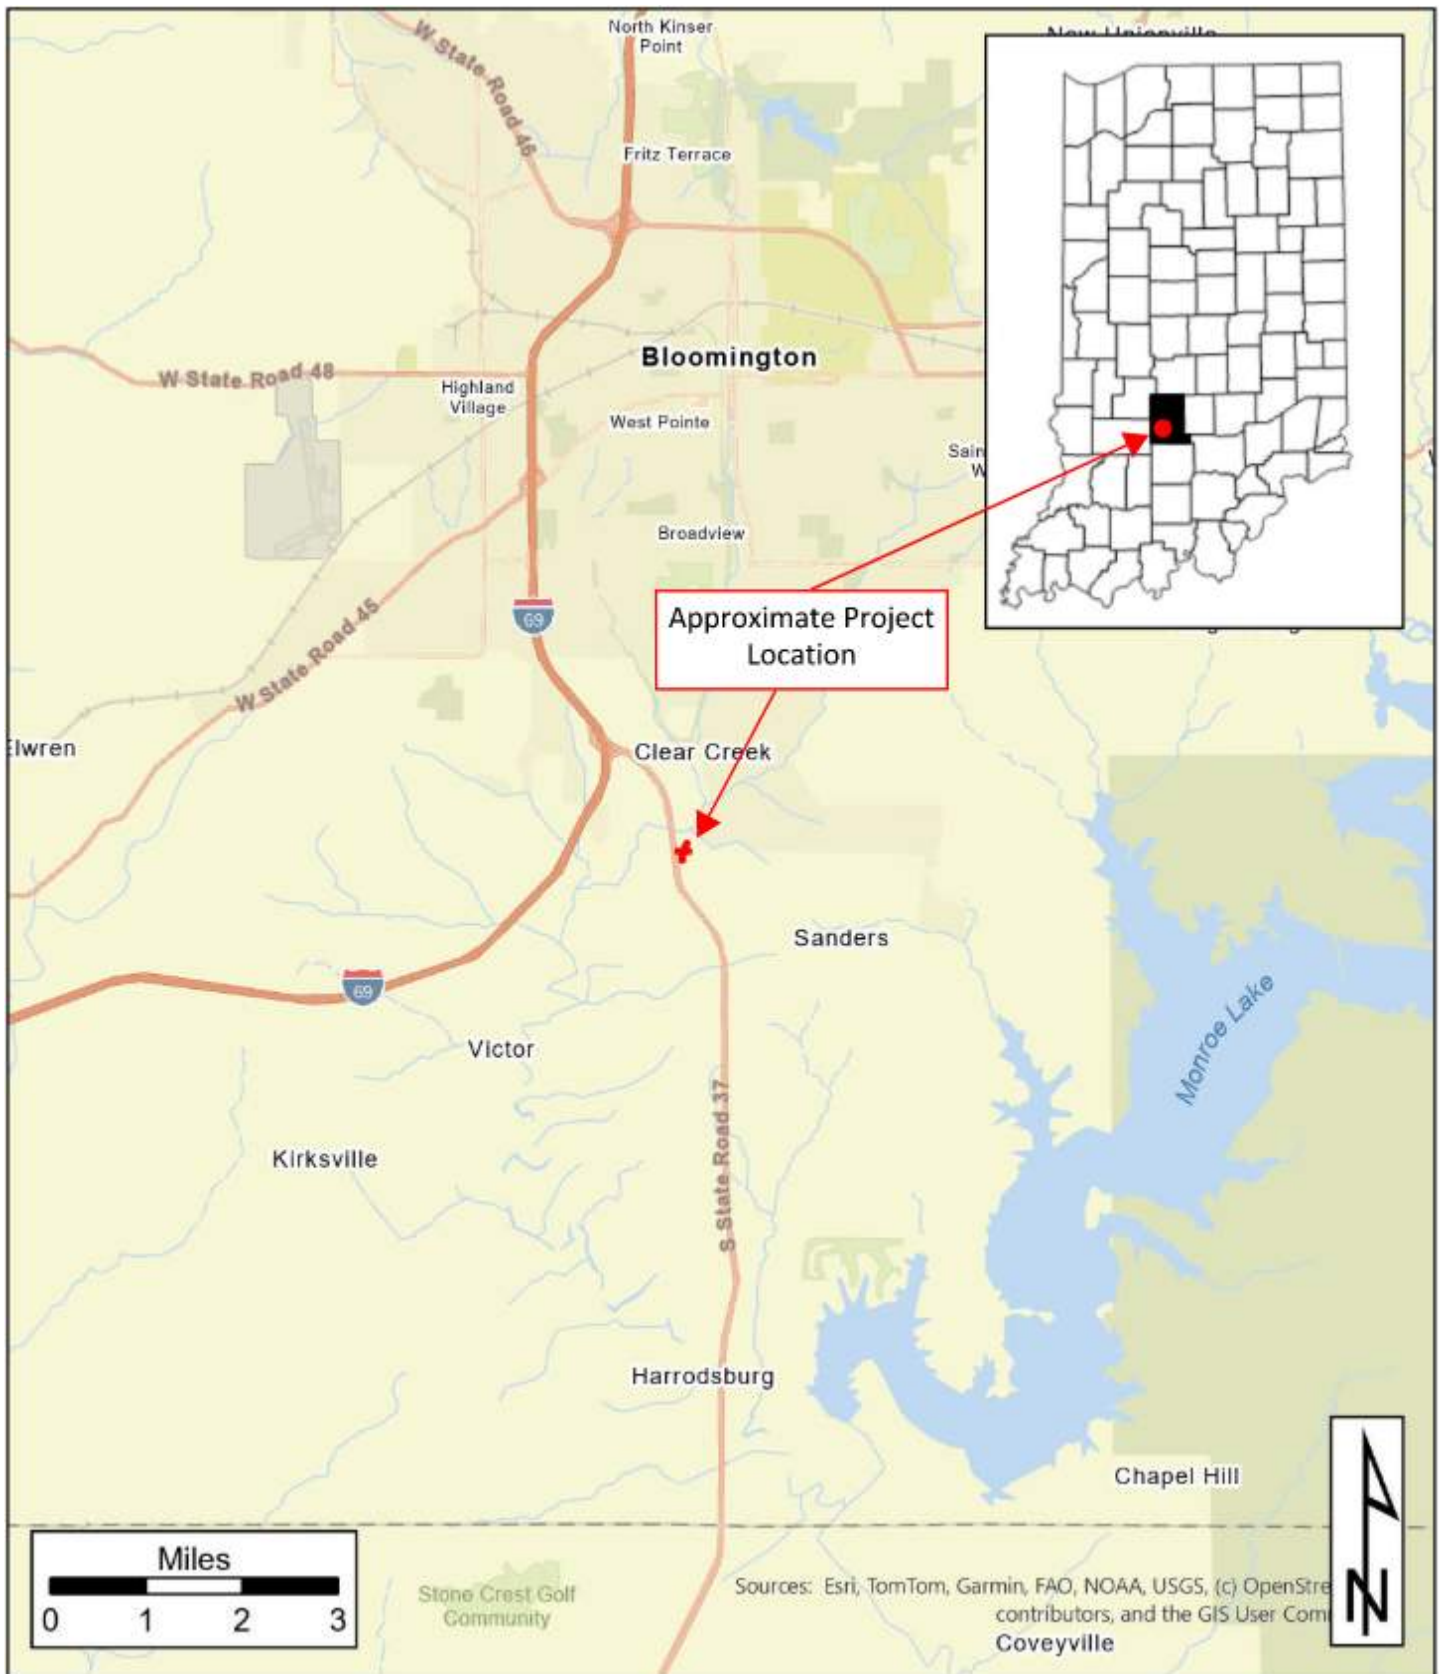 W State Road 46
North Kinser
Point
New Unionville
Fritz Terrace
Bloomington
W State Road 48
Highland
Village
West Pointe
Sain
W
Broadview
69
Approximate Project
Location
W State Road 45
Elwren
Clear Creek
Sanders
69
Monroe Lake
Victor
S State Road 37
Kirksville
Harrodsburg
Chapel Hill
Miles
0 1 2 3
Stone Crest Golf
Community
Sources: Esri, TomTom, Garmin, FAO, NOAA, USGS, (c) OpenStre
contributors, and the GIS User Com
Coveyville
N